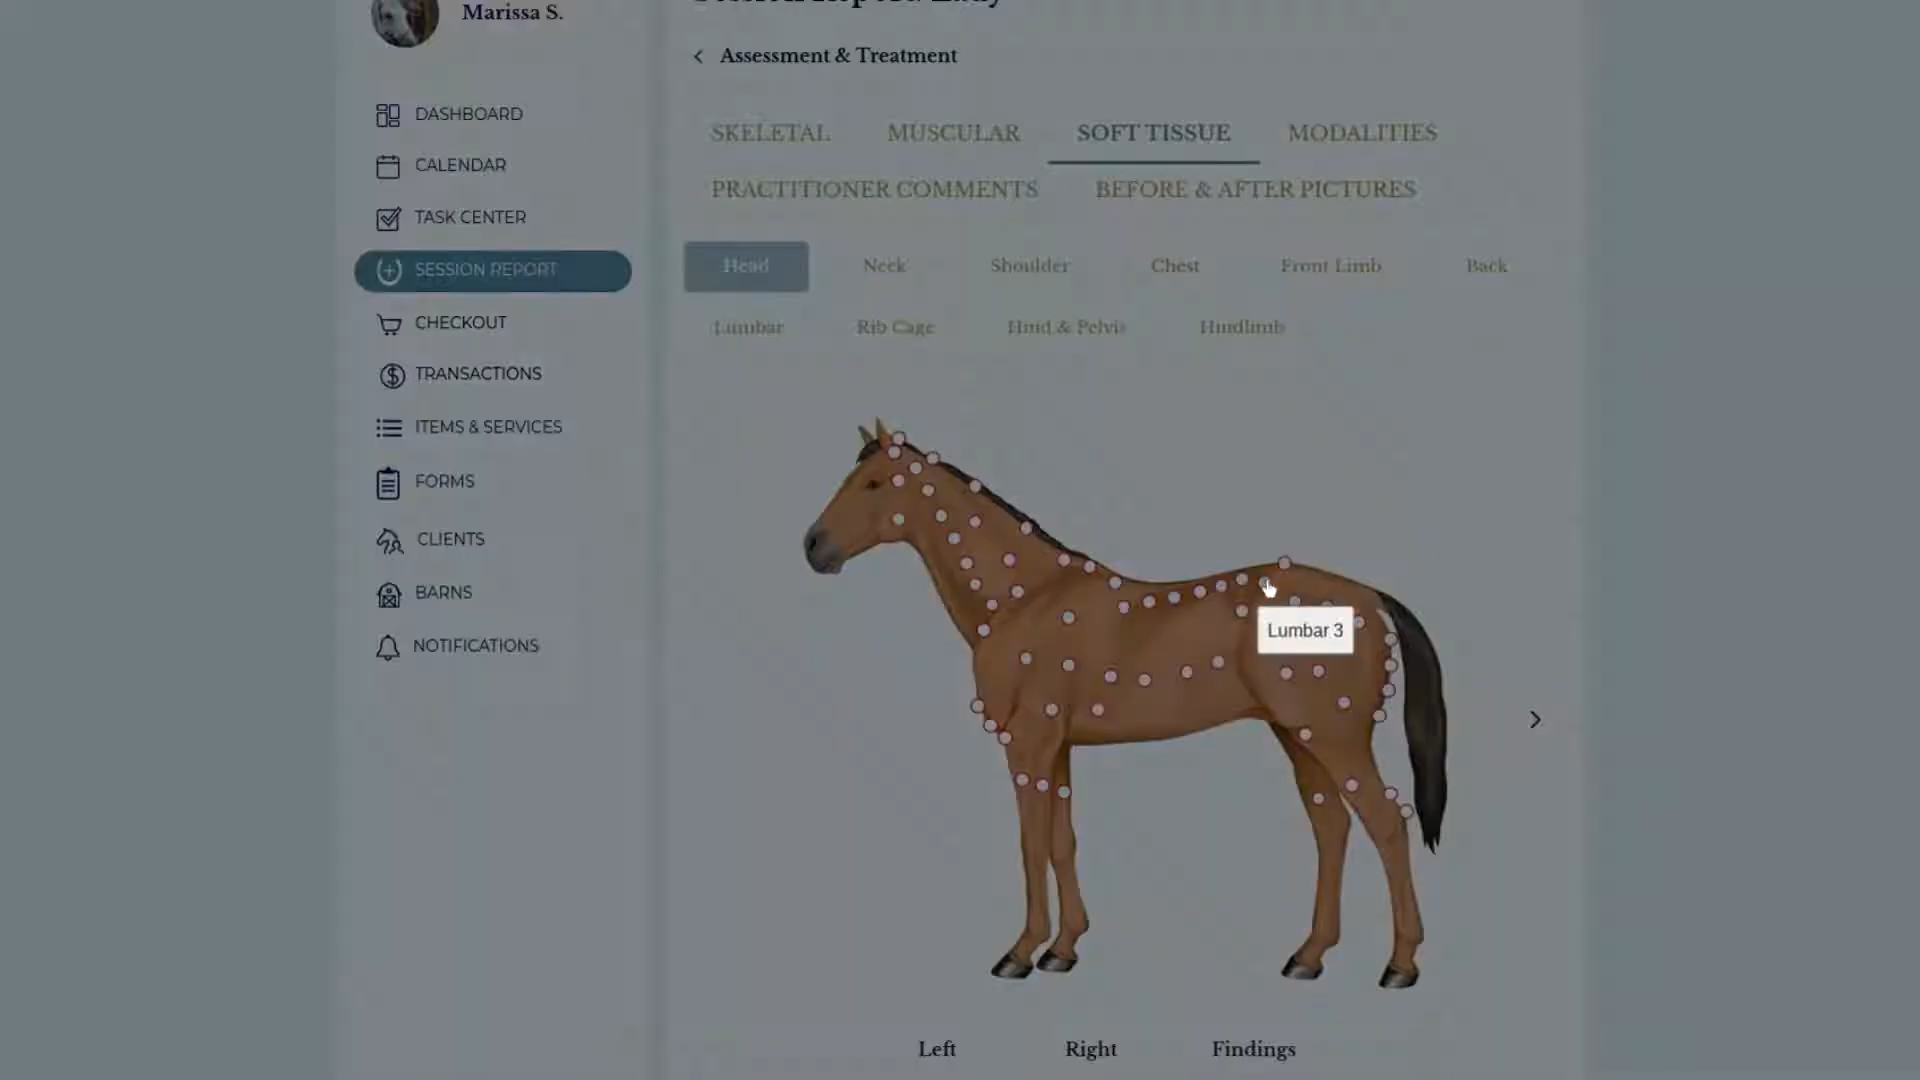 Marissa S.
DASHBOARD
CALENDAR
TASK CENTER
SESSION REPORT
CHECKOUT
TRANSACTIONS
ITEMS & SERVICES
FORMS
CLIENTS
BARNS
NOTIFICATIONS
Assessment & Treatment
SKELETAL MUSCULAR SOFT TISSUE MODALITIES
PRACTITIONER COMMENTS BEFORE & AFTER PICTURES
Head Neck Shoulder Chest Front Limb Back
Lumbar Rib Cage Hind & Pelvis Hindlimb
Lumbar 3
Left Right Findings